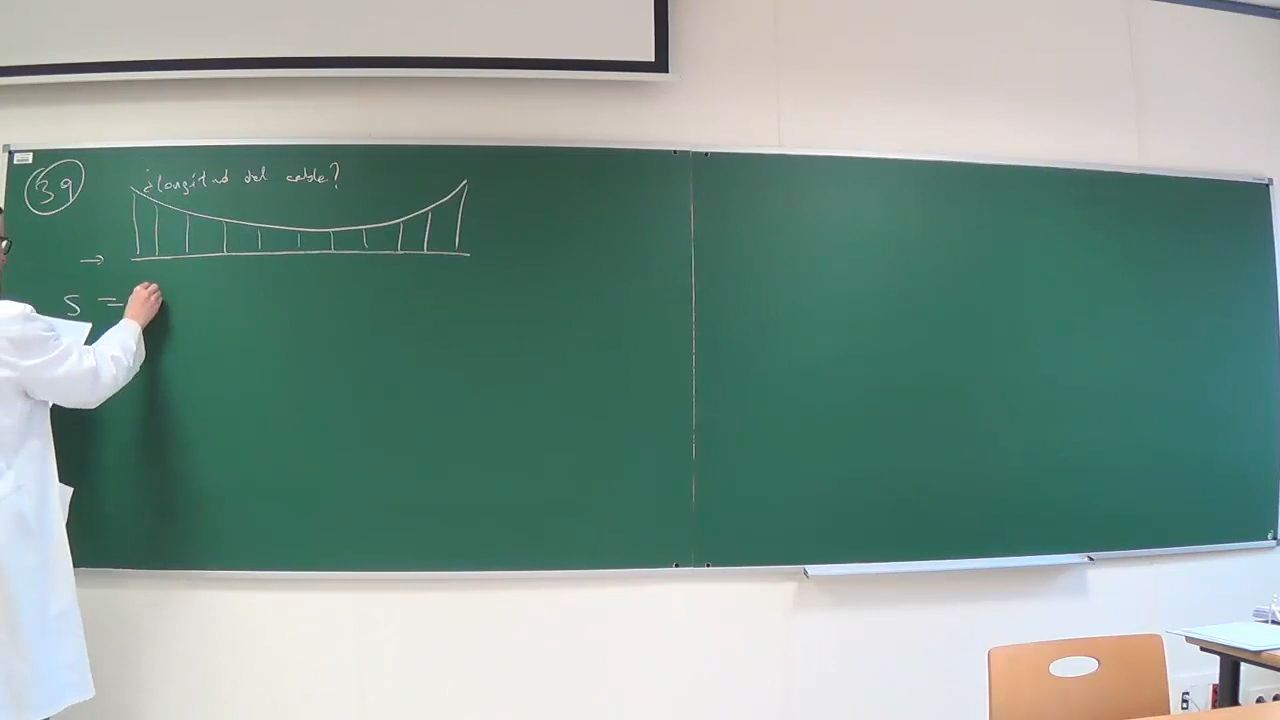 39 ¿longitud del cable?
→
S =